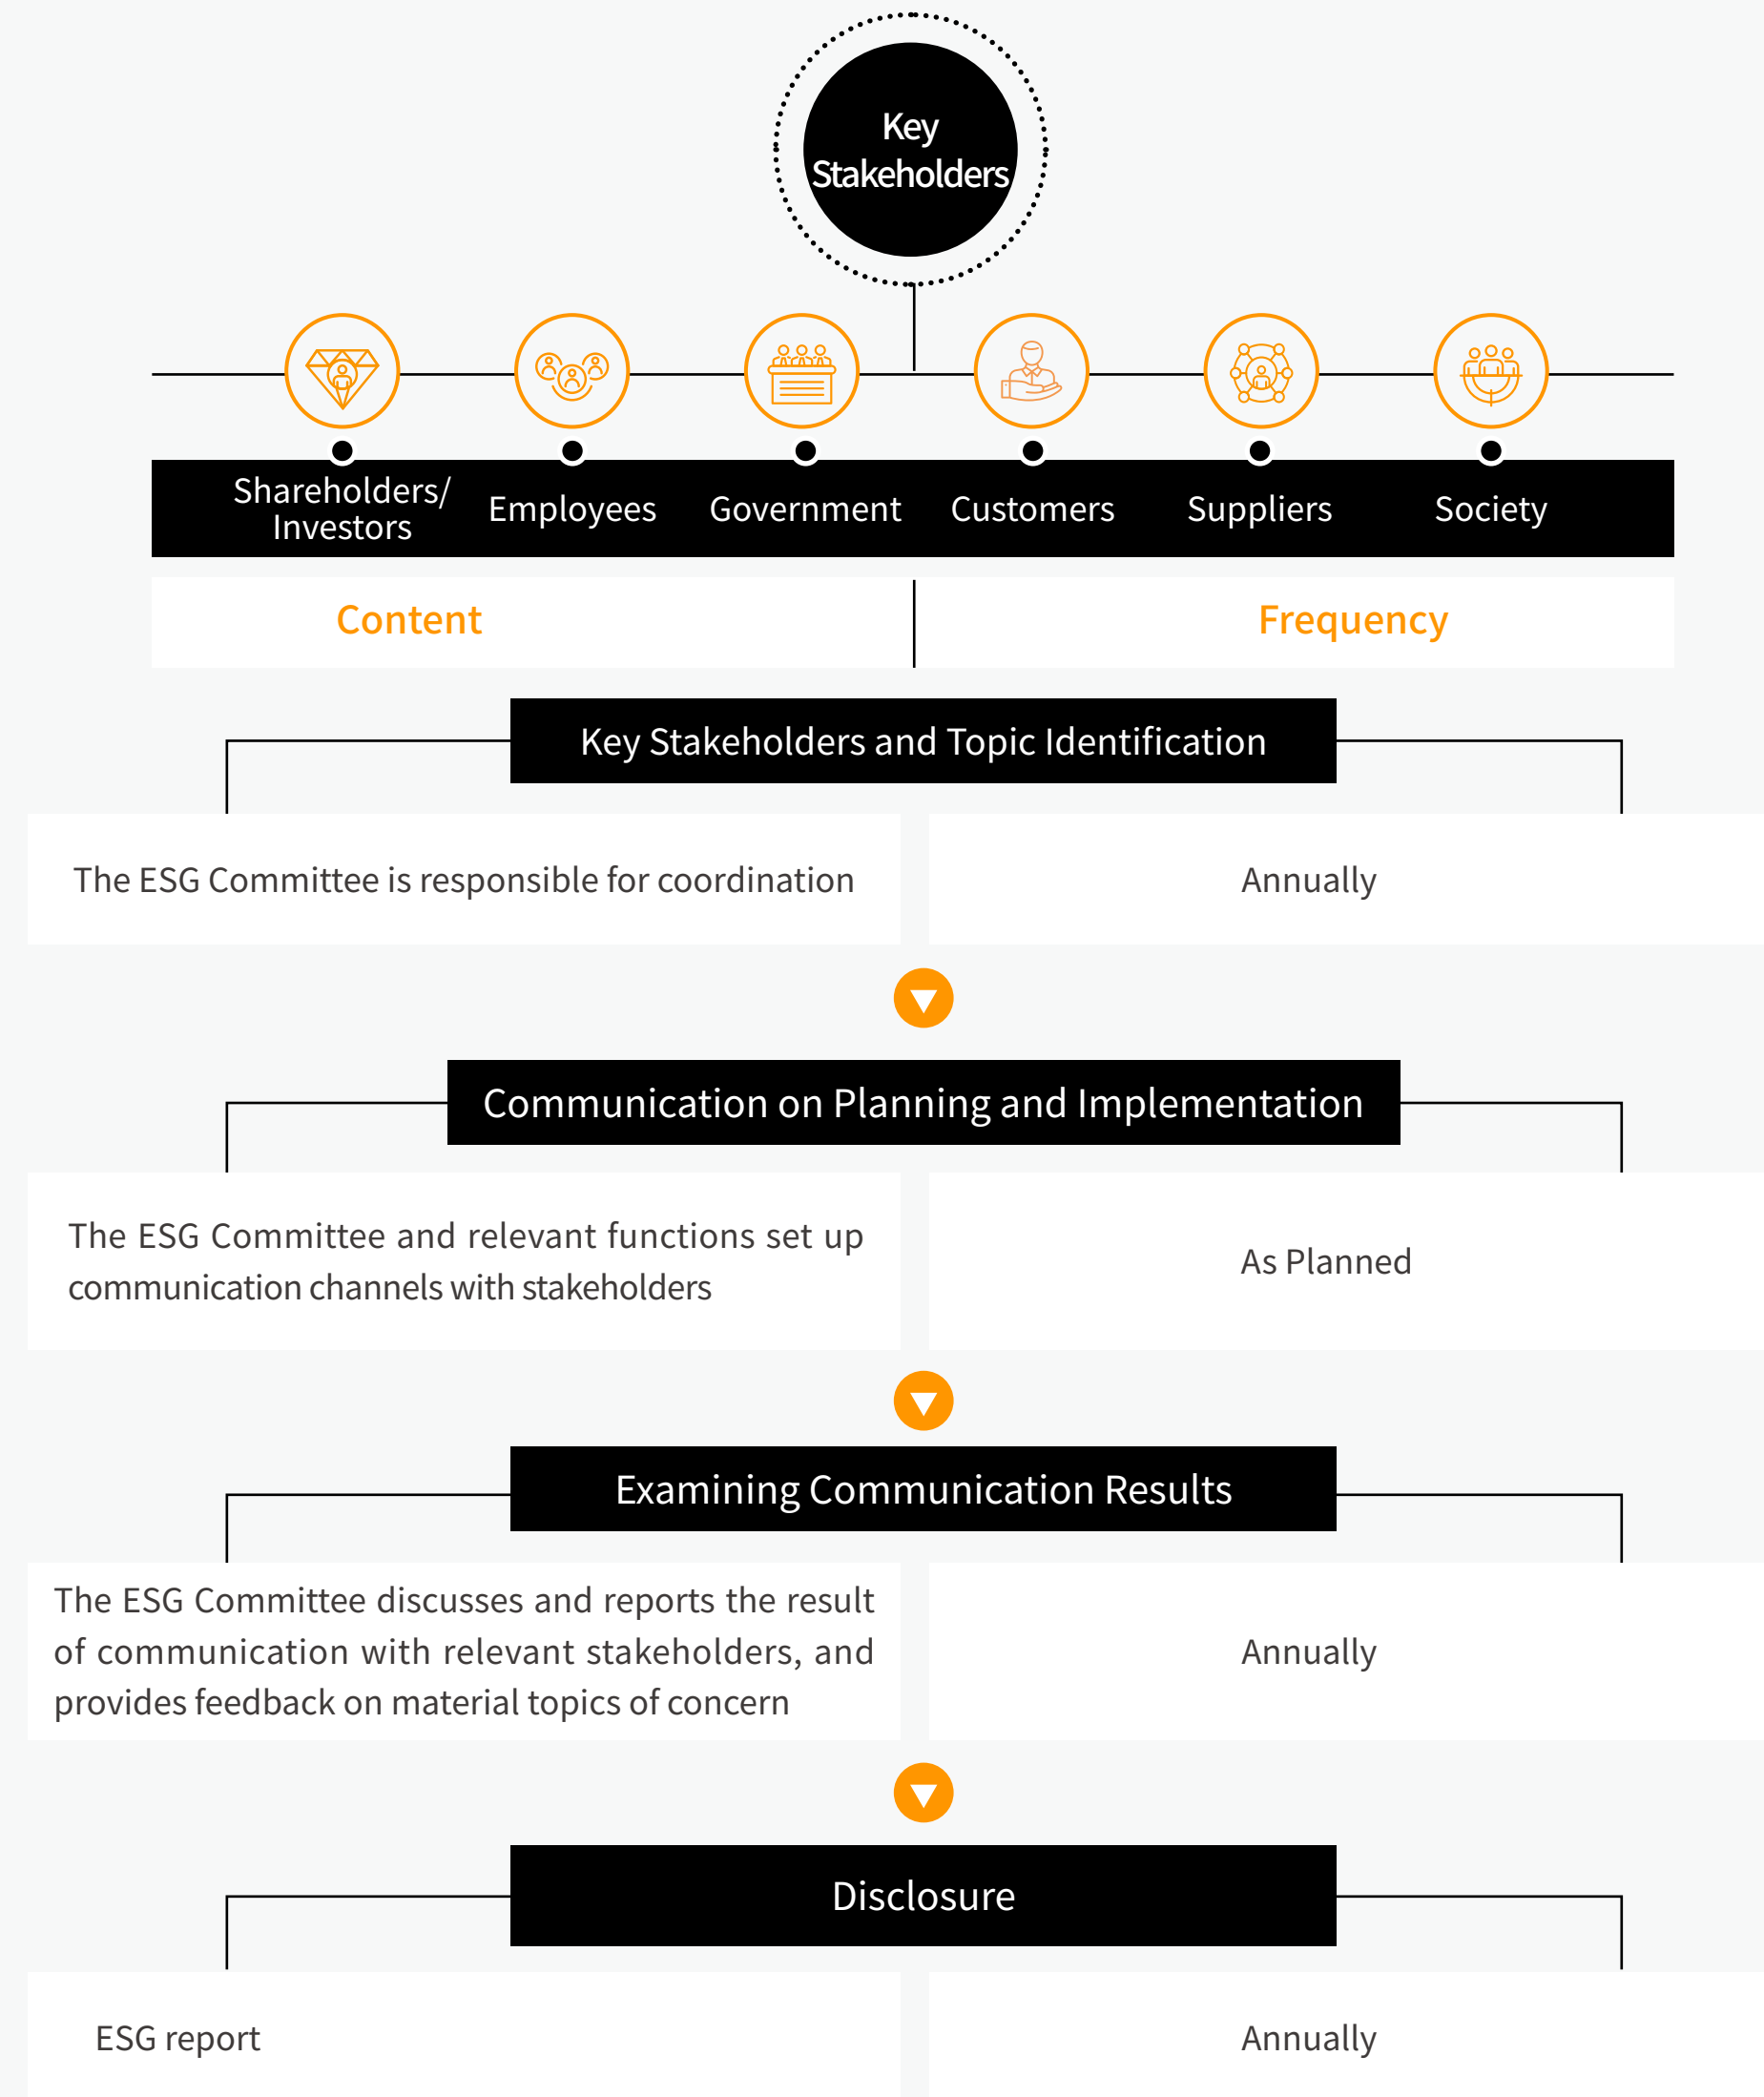 Key
Stakeholders
Shareholders/
Investors
Employees
Government
Customers
Suppliers
Society
Content
Frequency
Key Stakeholders and Topic Identification
The ESG Committee is responsible for coordination
Annually
Communication on Planning and Implementation
The ESG Committee and relevant functions set up
communication channels with stakeholders
As Planned
Examining Communication Results
The ESG Committee discusses and reports the result
of communication with relevant stakeholders, and
provides feedback on material topics of concern
Annually
Disclosure
ESG report
Annually